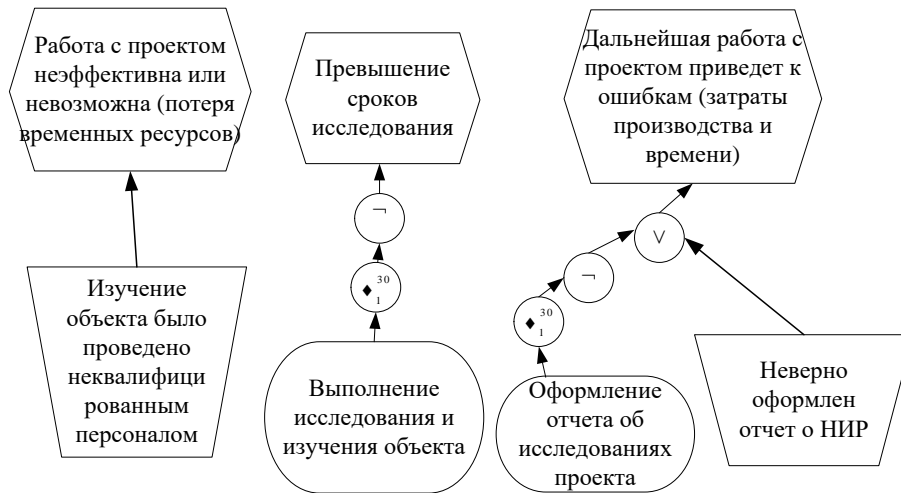 Работа с проектом
неэффективна или
невозможна (потеря
временных ресурсов)
Превышение
сроков
исследования
Дальнейшая работа с
проектом приведет к
ошибкам (затраты
производства и
времени)
¬
♦ 30 1
¬
∨
♦ 30 1
Изучение
объекта было
проведено
неквалифици
рованным
персоналом
Выполнение
исследования и
изучения объекта
Оформление
отчета об
исследованиях
проекта
Неверно
оформлен
отчет о НИР